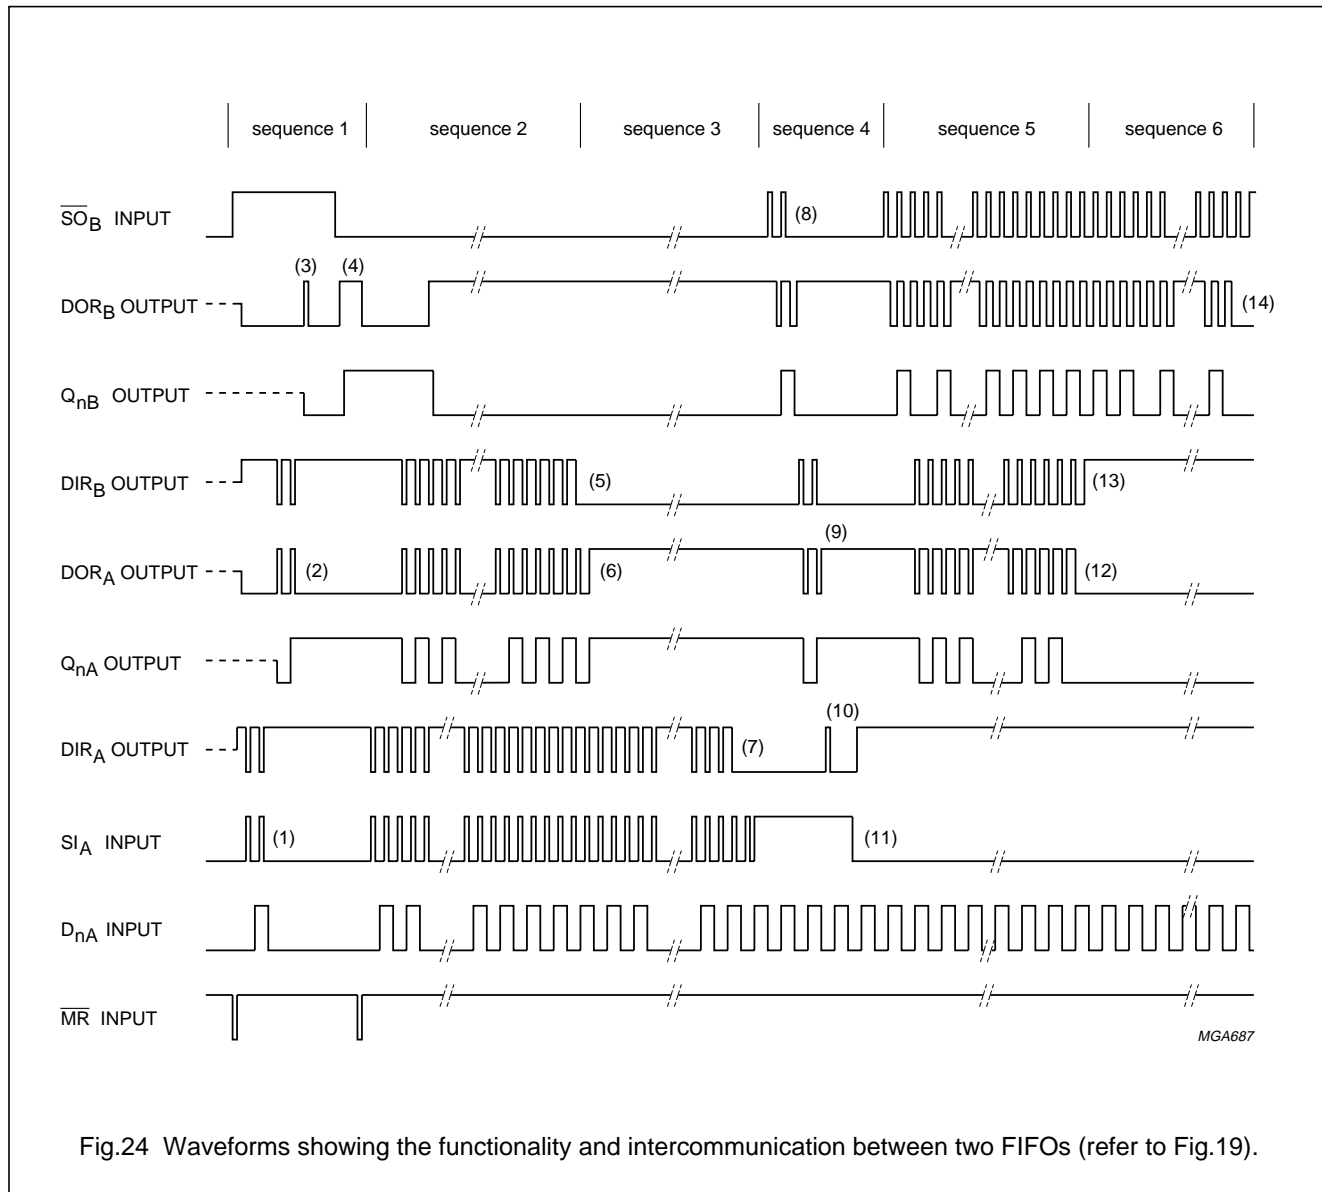 sequence 1 sequence 2 sequence 3 sequence 4 sequence 5 sequence 6
SOB INPUT (8)
(3) (4)
DORB OUTPUT (14)
QnB OUTPUT
DIRB OUTPUT (5) (13)
(9)
DORA OUTPUT (2) (6) (12)
QnA OUTPUT
(10)
DIRA OUTPUT (7)
SIA INPUT (1) (11)
DnA INPUT
MR INPUT
MGA687
Fig.24 Waveforms showing the functionality and intercommunication between two FIFOs (refer to Fig.19).